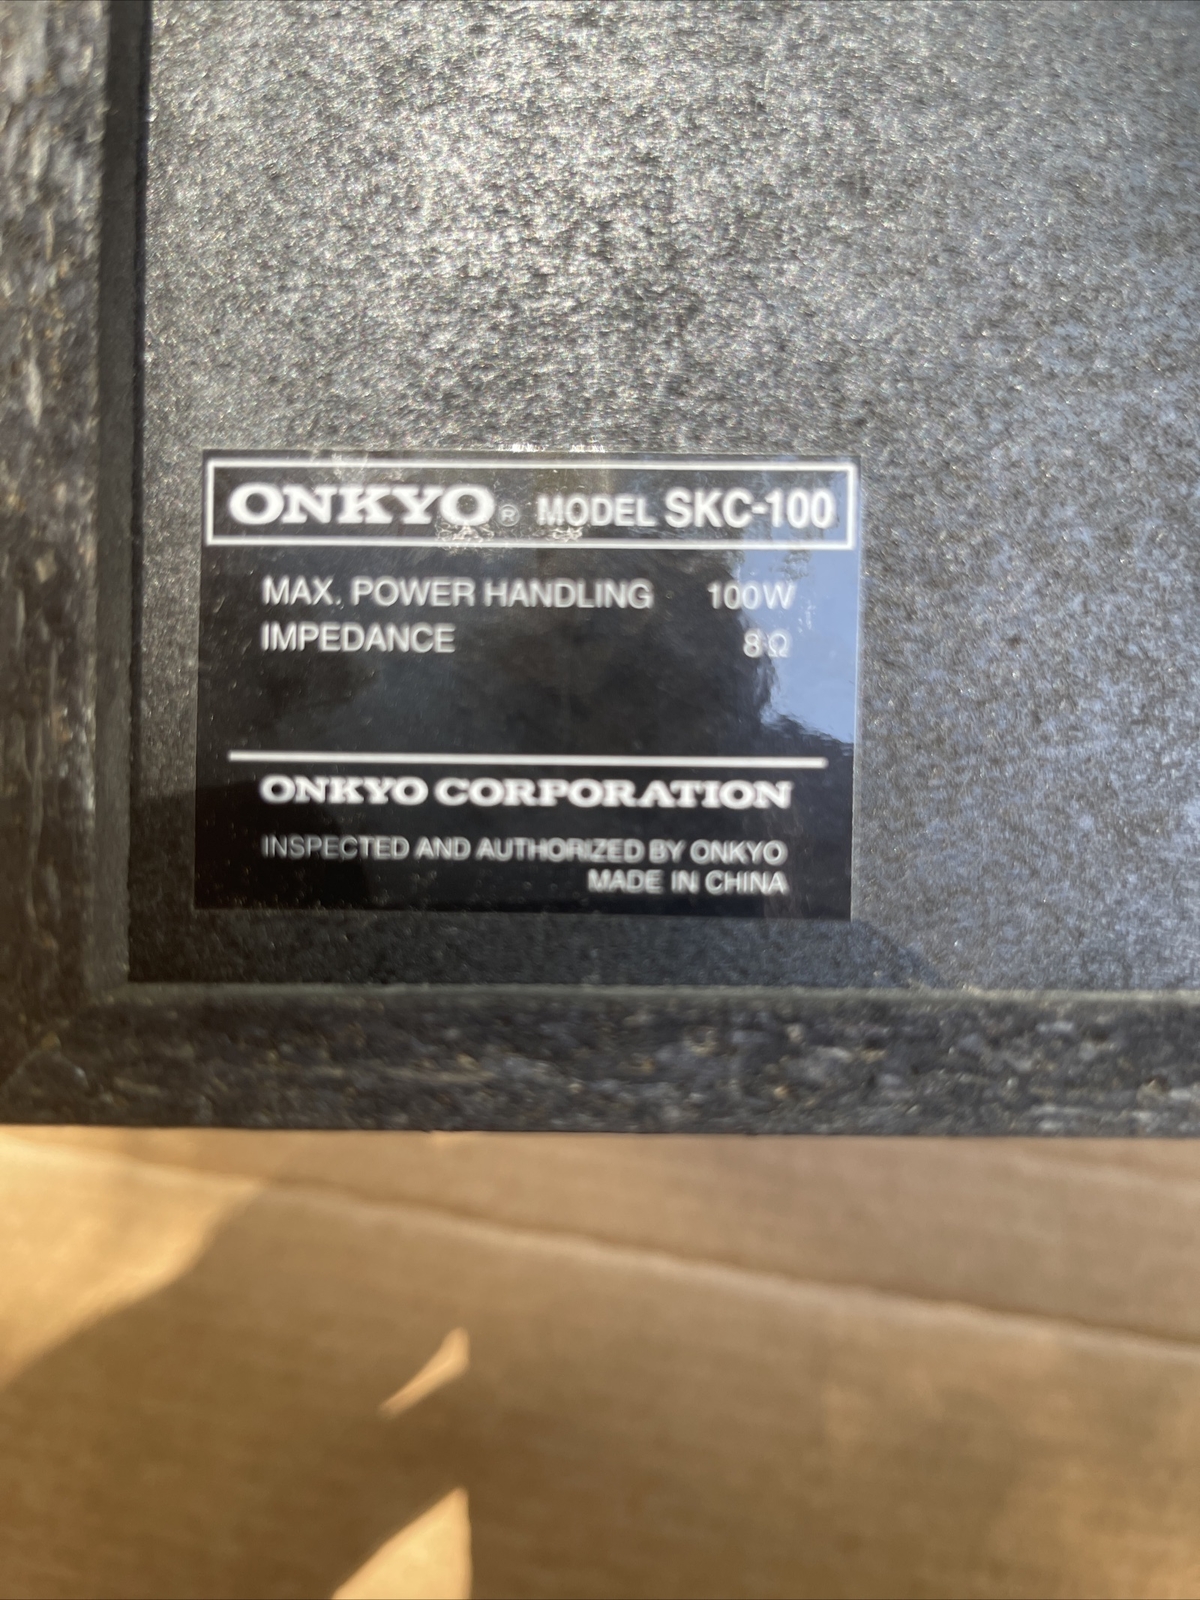 ONKYO® MODEL SKC-100
MAX. POWER HANDLING 100W
IMPEDANCE 8Ω
ONKYO CORPORATION
INSPECTED AND AUTHORIZED BY ONKYO
MADE IN CHINA